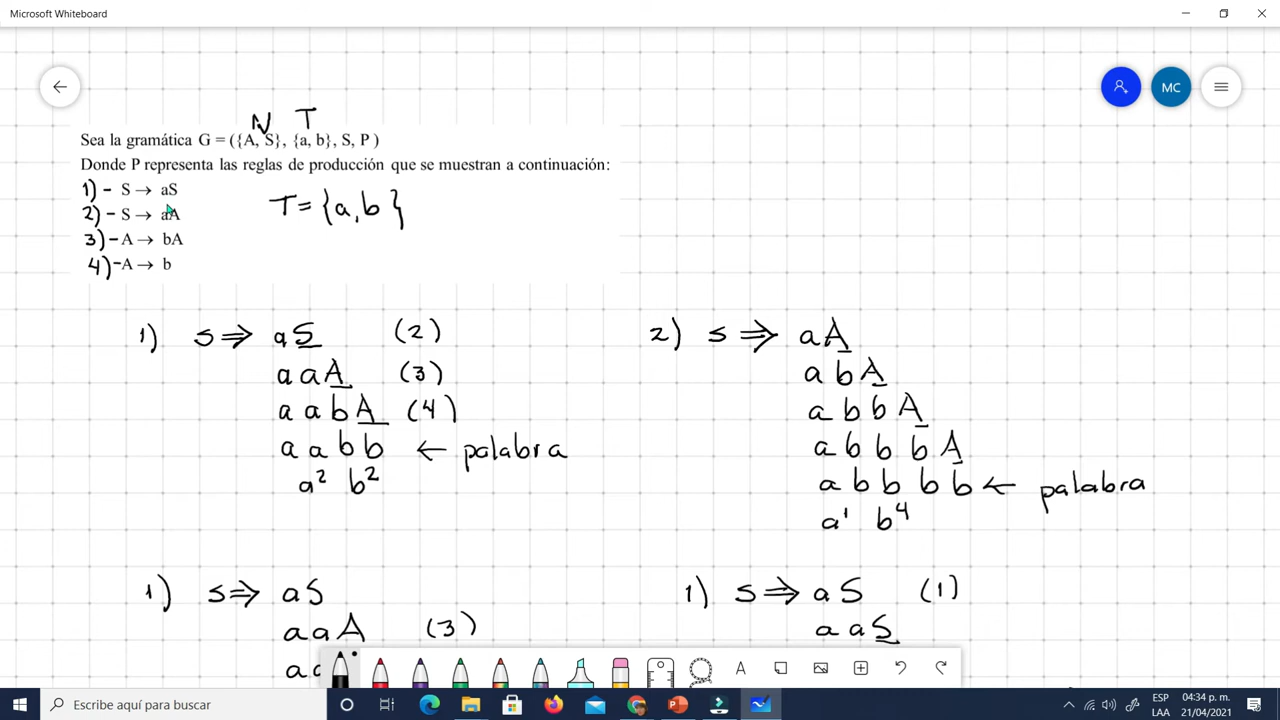 Microsoft Whiteboard
MC
N T
Sea la gramática G = ({A, S}, {a, b}, S, P )
Donde P representa las reglas de producción que se muestran a continuación:
1) - S → aS
T = {a, b}
2) - S → aA
3) - A → bA
4) - A → b
1) S ⇒ aS (2)
aaA (3)
aabA (4)
aabb ← palabra
a² b²
2) S ⇒ aA
abA
abbA
abbbA
abbbb ← palabra
a¹ b⁴
1) S ⇒ aS
aaA (3)
1) S ⇒ aS (1)
aaS
A
Escribe aquí para buscar
ESP
LAA
04:34 p. m.
21/04/2021